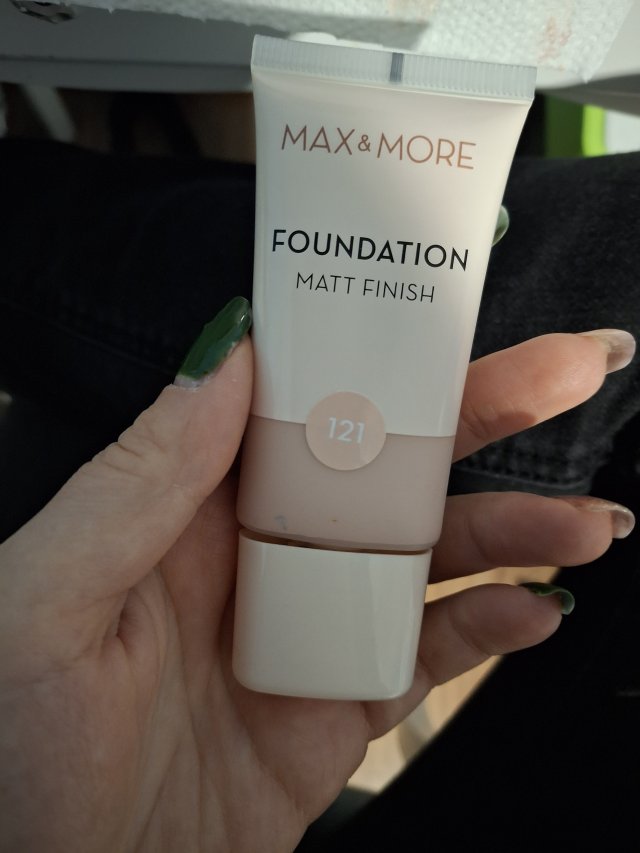 MAX&MORE
FOUNDATION
MATT FINISH
121